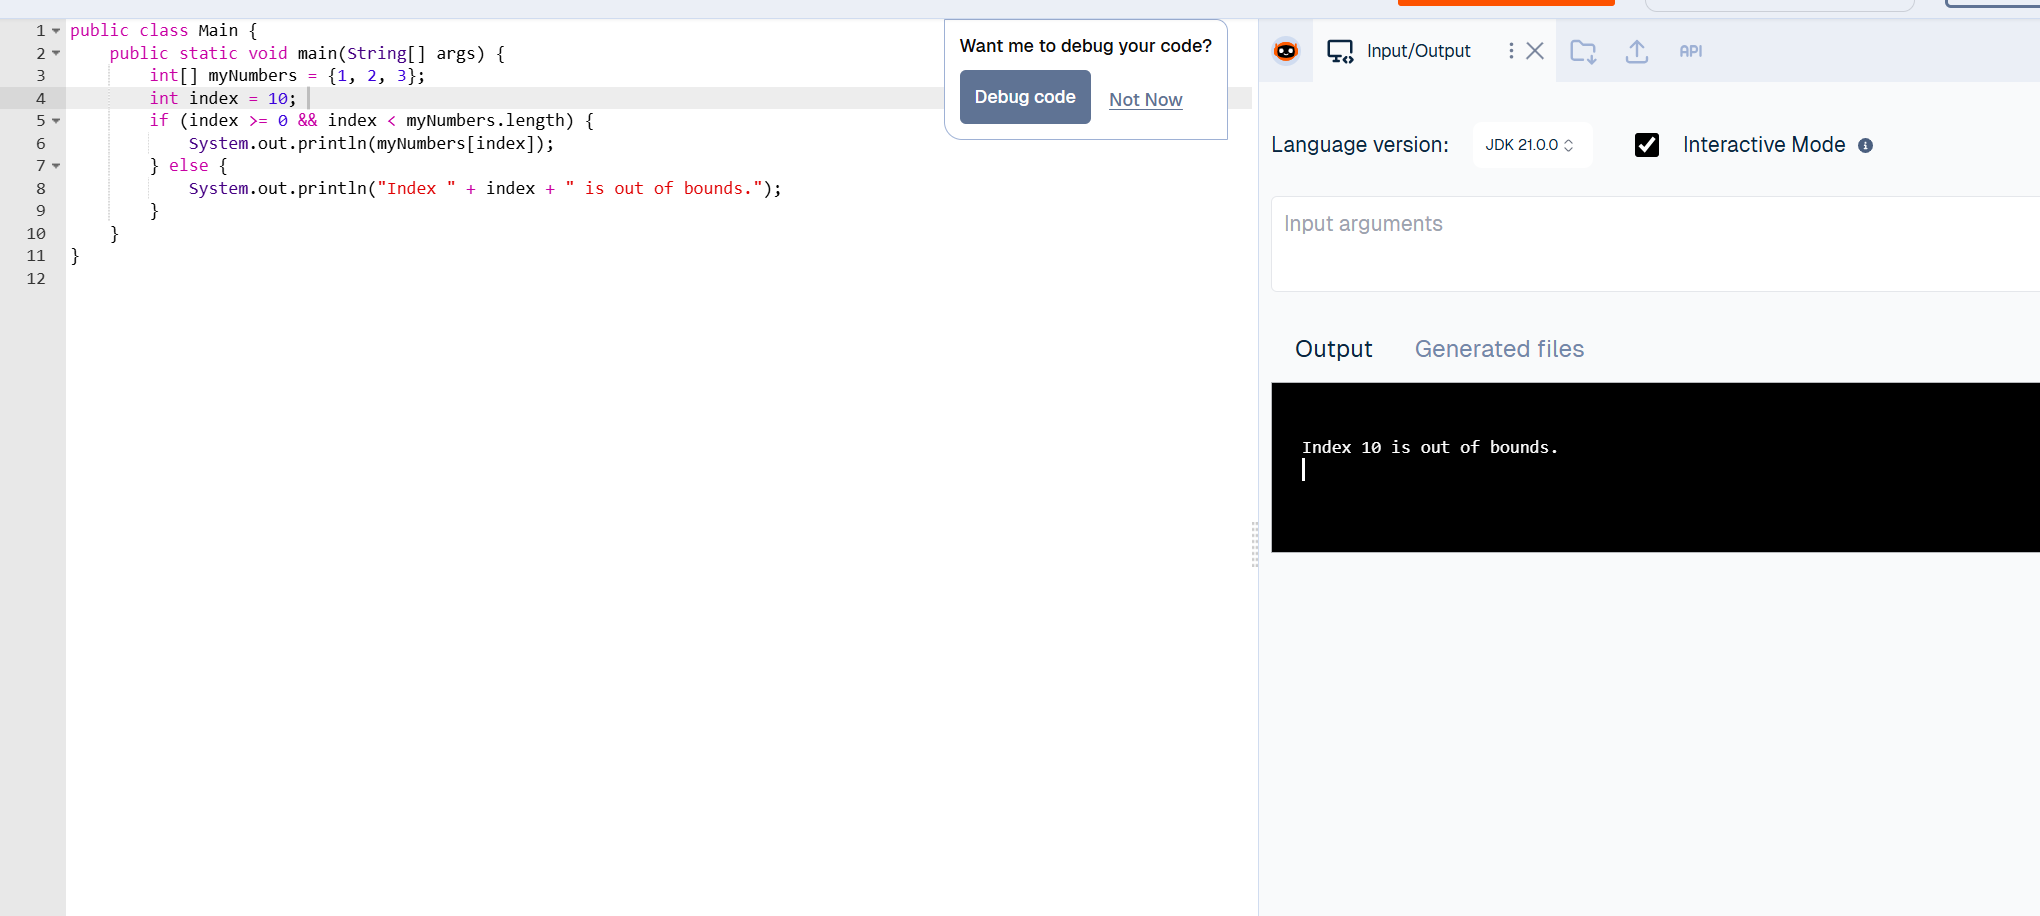 1 public class Main {
2     public static void main(String[] args) {
3         int[] myNumbers = {1, 2, 3};
4         int index = 10;
5         if (index >= 0 && index < myNumbers.length) {
6             System.out.println(myNumbers[index]);
7         } else {
8             System.out.println("Index " + index + " is out of bounds.");
9         }
10     }
11 }
12
Want me to debug your code?
Debug code Not Now
Input/Output API
Language version: JDK 21.0.0 Interactive Mode
Input arguments
Output Generated files
Index 10 is out of bounds.